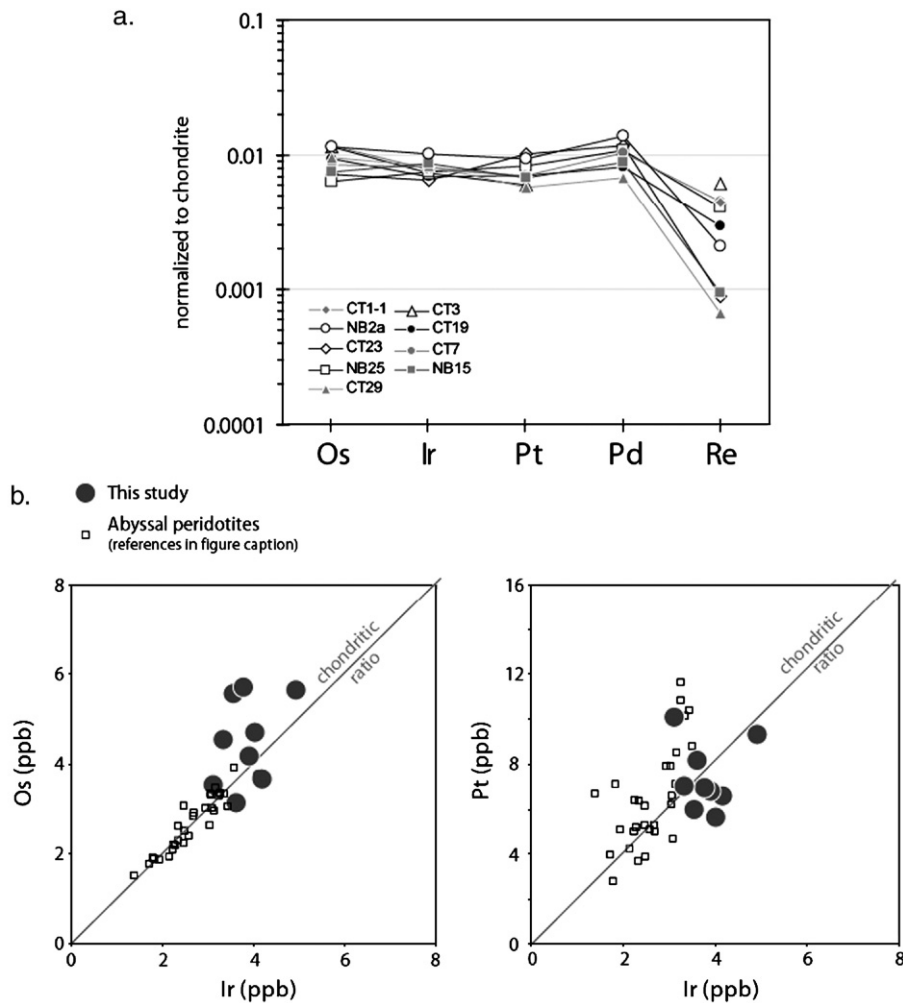 a.
0.1
0.01
0.001
0.0001
normalized to chondrite
CT1-1 CT3
NB2a CT19
CT23 CT7
NB25 NB15
CT29
Os Ir Pt Pd Re
b.
This study
Abyssal peridotites
(references in figure caption)
8
6
4
2
0
Os (ppb)
chondritic
ratio
0 2 4 6 8
Ir (ppb)
16
12
8
4
0
Pt (ppb)
chondritic
ratio
0 2 4 6 8
Ir (ppb)